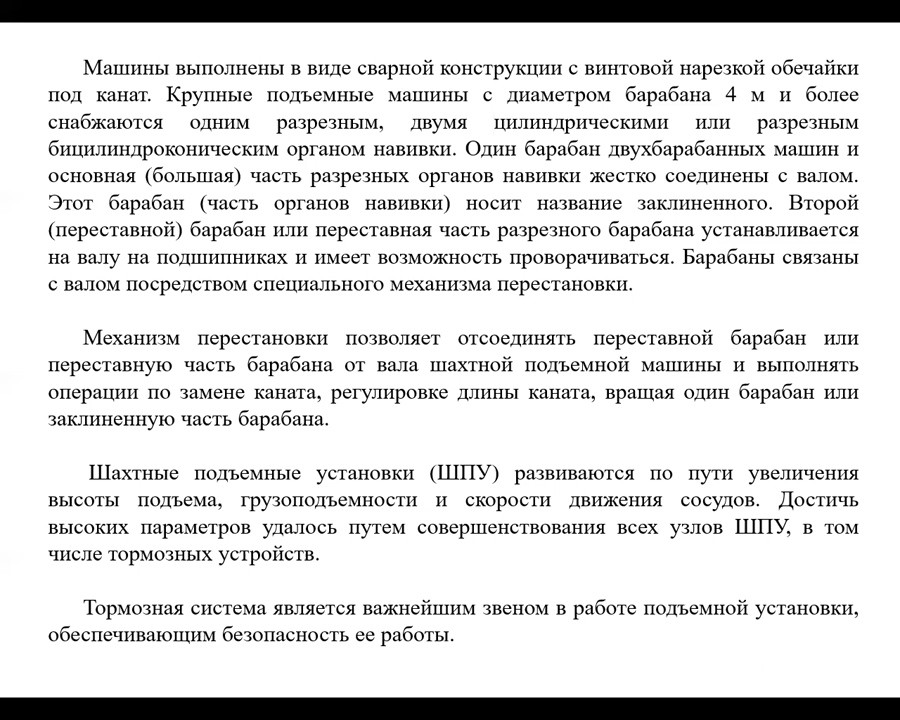 Машины выполнены в виде сварной конструкции с винтовой нарезкой обечайки
под канат. Крупные подъемные машины с диаметром барабана 4 м и более
снабжаются одним разрезным, двумя цилиндрическими или разрезным
бицилиндроконическим органом навивки. Один барабан двухбарабанных машин и
основная (большая) часть разрезных органов навивки жестко соединены с валом.
Этот барабан (часть органов навивки) носит название заклиненного. Второй
(переставной) барабан или переставная часть разрезного барабана устанавливается
на валу на подшипниках и имеет возможность проворачиваться. Барабаны связаны
с валом посредством специального механизма перестановки.
Механизм перестановки позволяет отсоединять переставной барабан или
переставную часть барабана от вала шахтной подъемной машины и выполнять
операции по замене каната, регулировке длины каната, вращая один барабан или
заклиненную часть барабана.
Шахтные подъемные установки (ШПУ) развиваются по пути увеличения
высоты подъема, грузоподъемности и скорости движения сосудов. Достичь
высоких параметров удалось путем совершенствования всех узлов ШПУ, в том
числе тормозных устройств.
Тормозная система является важнейшим звеном в работе подъемной установки,
обеспечивающим безопасность ее работы.